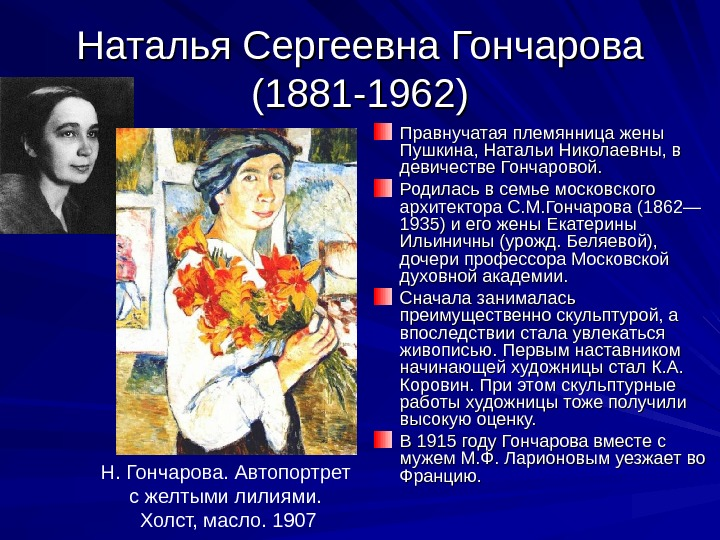 Наталья Сергеевна Гончарова
(1881-1962)
Правнучатая племянница жены
Пушкина, Натальи Николаевны, в
девичестве Гончаровой.
Родилась в семье московского
архитектора С.М.Гончарова (1862—
1935) и его жены Екатерины
Ильиничны (урожд. Беляевой),
дочери профессора Московской
духовной академии.
Сначала занималась
преимущественно скульптурой, а
впоследствии стала увлекаться
живописью. Первым наставником
начинающей художницы стал К.А.
Коровин. При этом скульптурные
работы художницы тоже получили
высокую оценку.
В 1915 году Гончарова вместе с
мужем М.Ф. Ларионовым уезжает во
Францию.
Н. Гончарова. Автопортрет
с желтыми лилиями.
Холст, масло. 1907